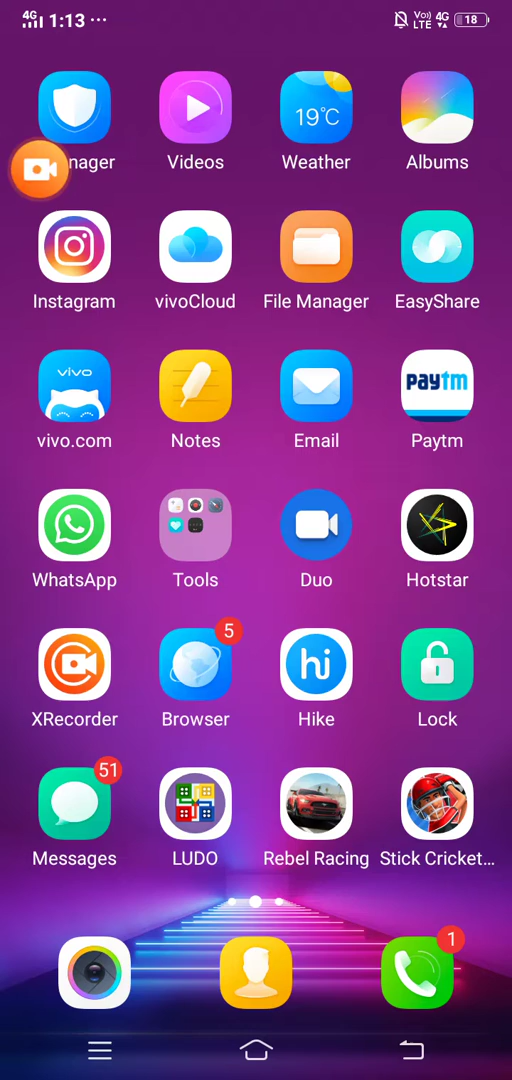 4G 1:13 ... Vo) LTE 4G 18
nager Videos Weather Albums
19°C
Instagram vivoCloud File Manager EasyShare
vivo paytm
vivo.com Notes Email Paytm
WhatsApp Tools Duo Hotstar
5
hi
XRecorder Browser Hike Lock
51
Messages LUDO Rebel Racing Stick Cricket...
1